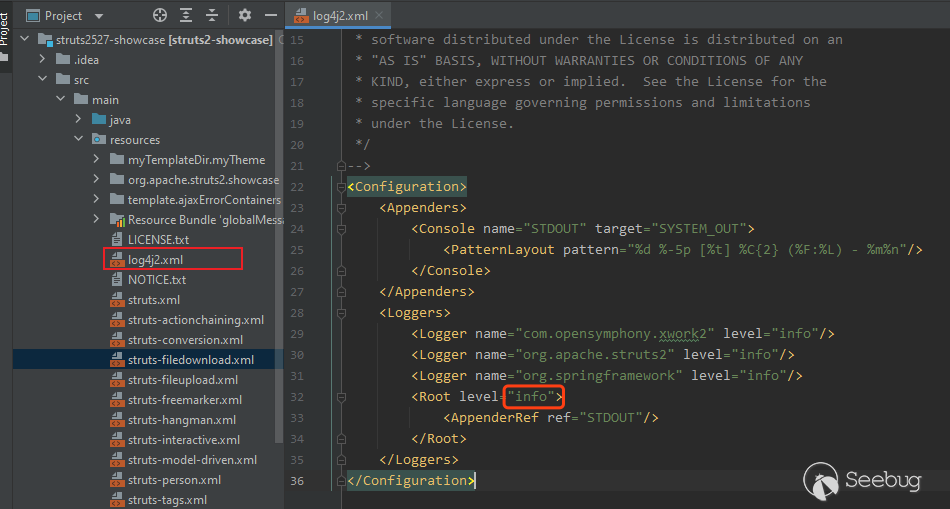 Project
Project
struts2527-showcase [struts2-showcase]
.idea
src
main
java
resources
myTemplateDir.myTheme
org.apache.struts2.showcase
template.ajaxErrorContainers
Resource Bundle 'globalMessa
LICENSE.txt
log4j2.xml
NOTICE.txt
struts.xml
struts-actionchaining.xml
struts-conversion.xml
struts-filedownload.xml
struts-fileupload.xml
struts-freemarker.xml
struts-hangman.xml
struts-interactive.xml
struts-model-driven.xml
struts-person.xml
struts-tags.xml
log4j2.xml
15 * software distributed under the License is distributed on an
16 * "AS IS" BASIS, WITHOUT WARRANTIES OR CONDITIONS OF ANY
17 * KIND, either express or implied.  See the License for the
18 * specific language governing permissions and limitations
19 * under the License.
20 */
21 -->
22 <Configuration>
23 <Appenders>
24 <Console name="STDOUT" target="SYSTEM_OUT">
25 <PatternLayout pattern="%d %-5p [%t] %C{2} (%F:%L) - %m%n"/>
26 </Console>
27 </Appenders>
28 <Loggers>
29 <Logger name="com.opensymphony.xwork2" level="info"/>
30 <Logger name="org.apache.struts2" level="info"/>
31 <Logger name="org.springframework" level="info"/>
32 <Root level="info">
33 <AppenderRef ref="STDOUT"/>
34 </Root>
35 </Loggers>
36 </Configuration>
Seebug